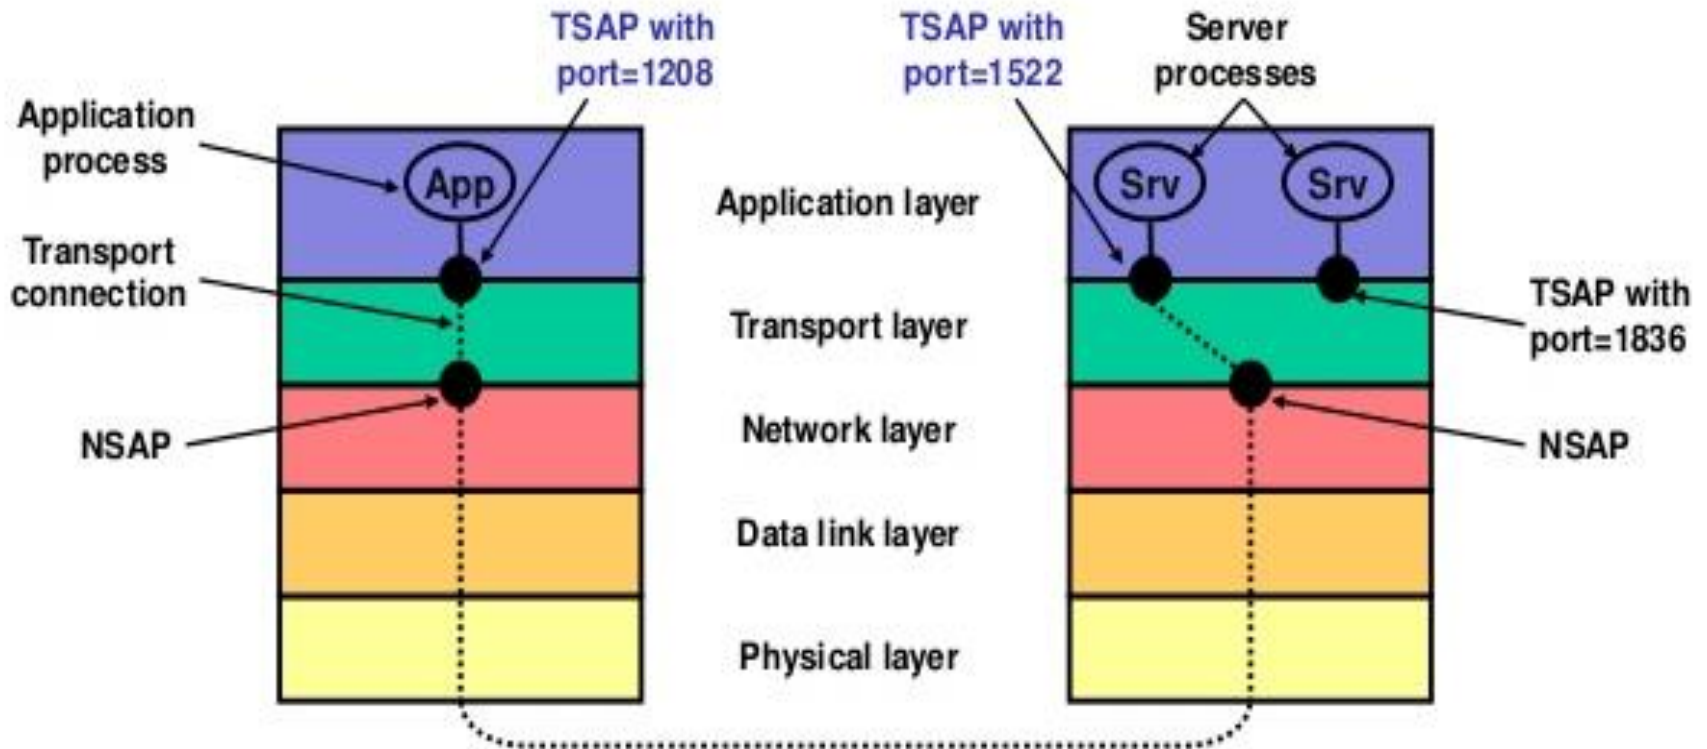 TSAP with
port=1208
TSAP with
port=1522
Server
processes
Application
process
App
Srv
Srv
Application layer
Transport
connection
Transport layer
TSAP with
port=1836
NSAP
Network layer
NSAP
Data link layer
Physical layer